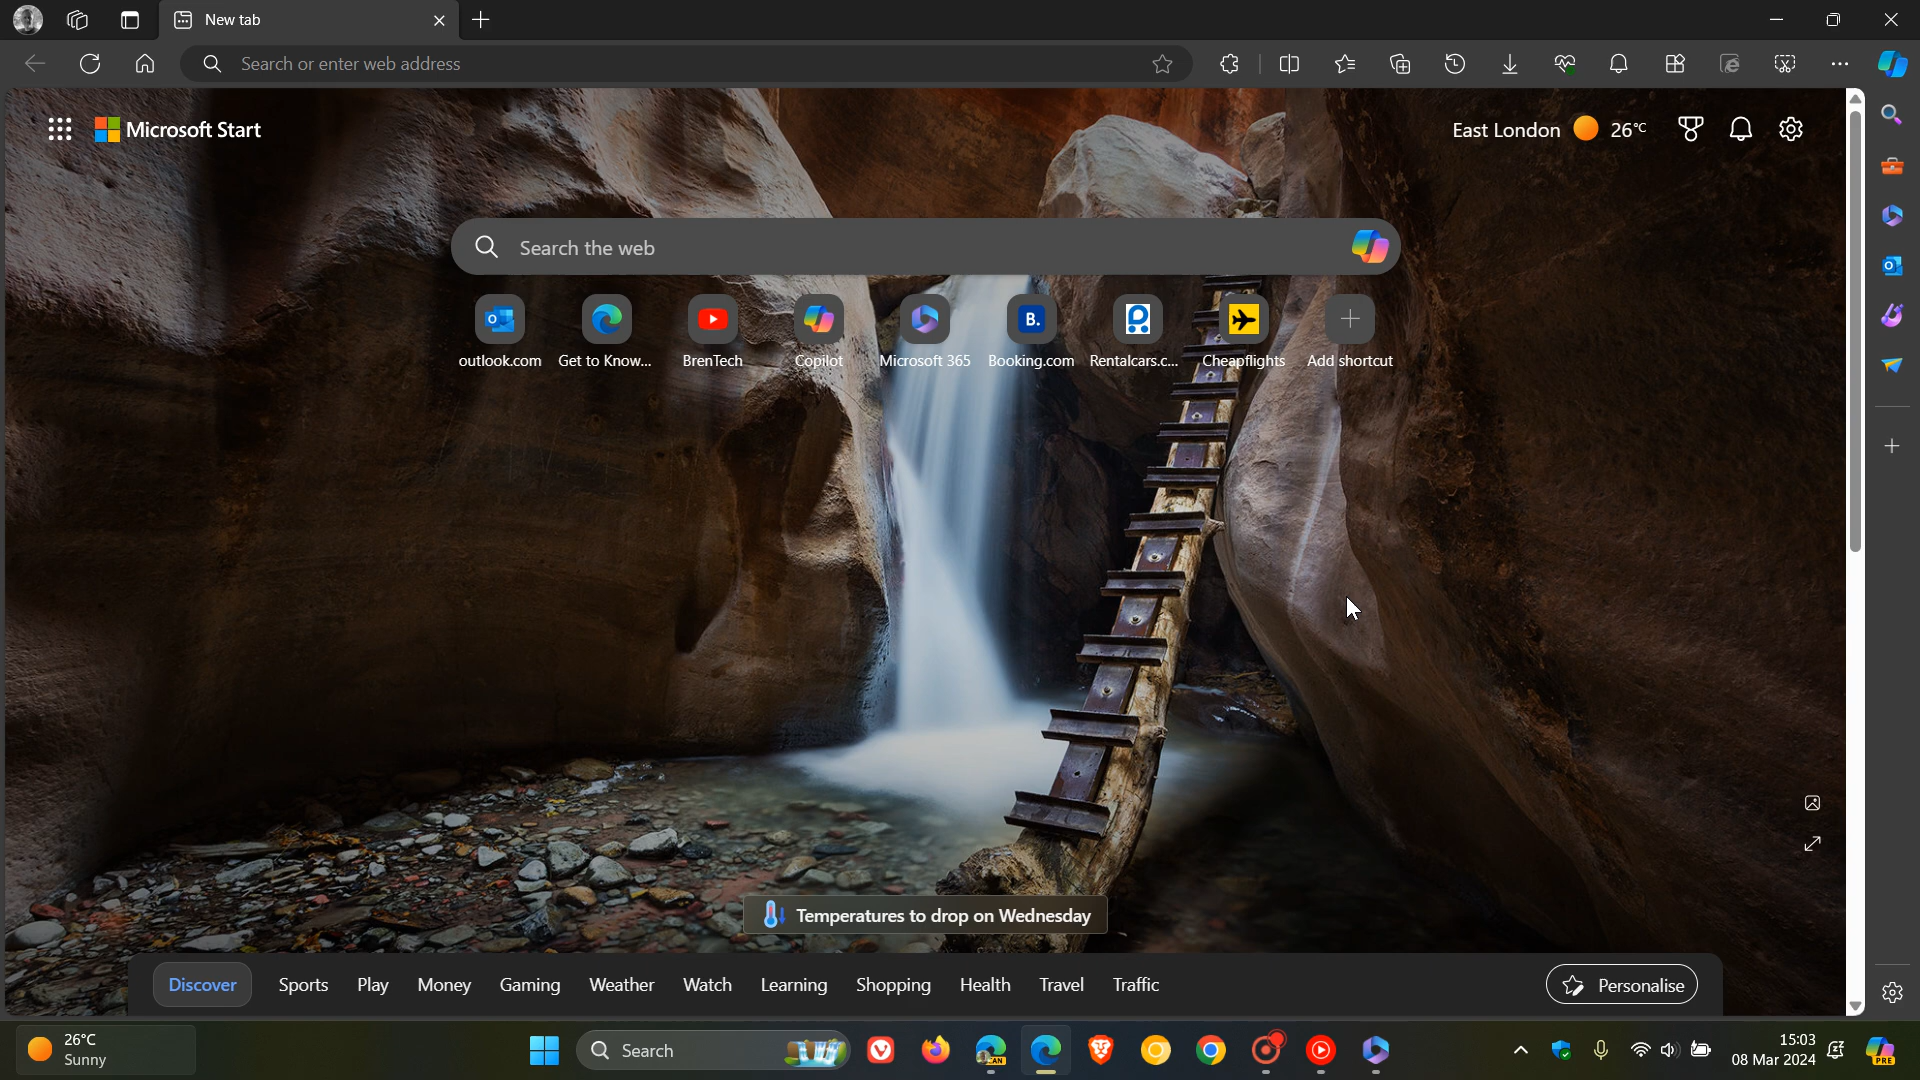 New tab
Search or enter web address
Microsoft Start
East London 26°C
Search the web
outlook.com Get to Know... BrenTech Copilot Microsoft 365 Booking.com Rentalcars.c... Cheapflights Add shortcut
Temperatures to drop on Wednesday
Discover Sports Play Money Gaming Weather Watch Learning Shopping Health Travel Traffic Personalise
26°C
Sunny
Search
CAN
15:03
08 Mar 2024
PRE